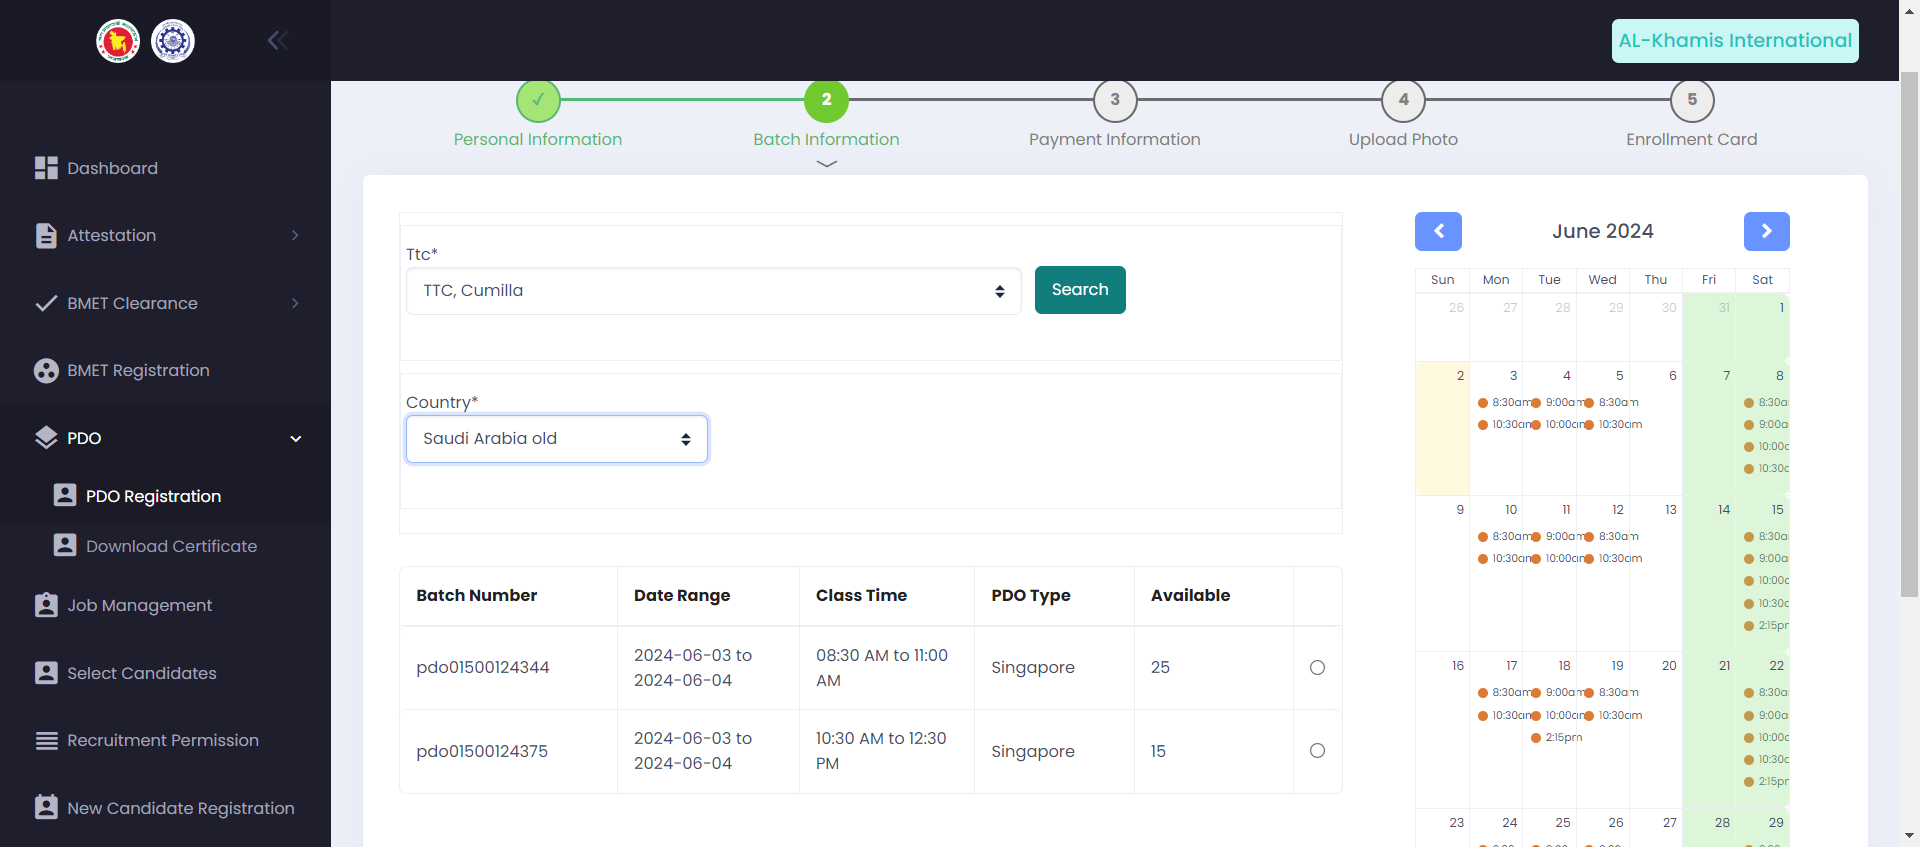 AL-Khamis International
Dashboard
Attestation
BMET Clearance
BMET Registration
PDO
PDO Registration
Download Certificate
Job Management
Select Candidates
Recruitment Permission
New Candidate Registration
2 3 4 5
Personal Information Batch Information Payment Information Upload Photo Enrollment Card
Ttc*
TTC, Cumilla
Search
Country*
Saudi Arabia old
Batch Number Date Range Class Time PDO Type Available
pdo01500124344 2024-06-03 to 2024-06-04 08:30 AM to 11:00 AM Singapore 25
pdo01500124375 2024-06-03 to 2024-06-04 10:30 AM to 12:30 PM Singapore 15
June 2024
Sun Mon Tue Wed Thu Fri Sat
26 27 28 29 30 31 1
2 3 4 5 6 7 8
8:30am 9:00am 8:30am 8:30a
10:30am 10:00am 10:30am 9:00a
10:00a
10:30a
9 10 11 12 13 14 15
8:30am 9:00am 8:30am 8:30a
10:30am 10:00am 10:30am 9:00a
10:00a
10:30a
2:15pm
16 17 18 19 20 21 22
8:30am 9:00am 8:30am 8:30a
10:30am 10:00am 10:30am 9:00a
2:15pm 10:00a
10:30a
2:15pm
23 24 25 26 27 28 29